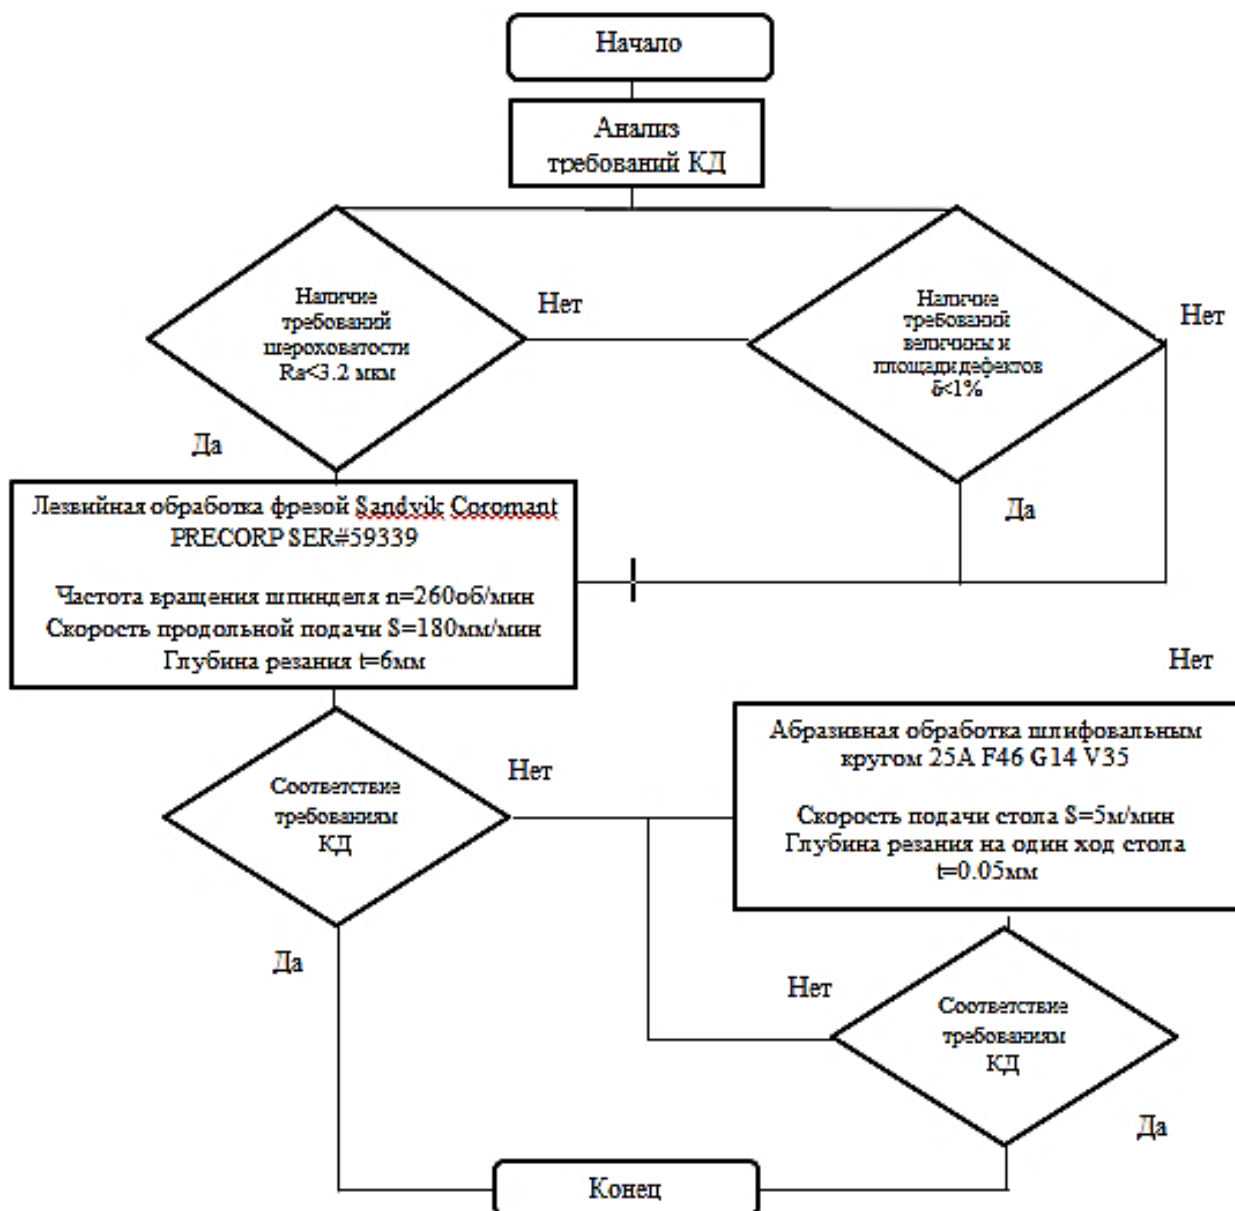 Начало
Анализ
требований КД
Наличие
требований
шероховатости
Ra<3.2 мкм
Нет
Наличие
требований
величины и
площади дефектов
δ<1%
Нет
Да
Да
Лезвийная обработка фрезой Sandvik Coromant
PRECORP SER#59339
Частота вращения шпинделя n=260об/мин
Скорость продольной подачи S=180мм/мин
Глубина резания t=6мм
Нет
Соответствие
требованиям
КД
Нет
Абразивная обработка шлифовальным
кругом 25А F46 G14 V35
Скорость подачи стола S=5м/мин
Глубина резания на один ход стола
t=0.05мм
Да
Нет
Соответствие
требованиям
КД
Да
Конец